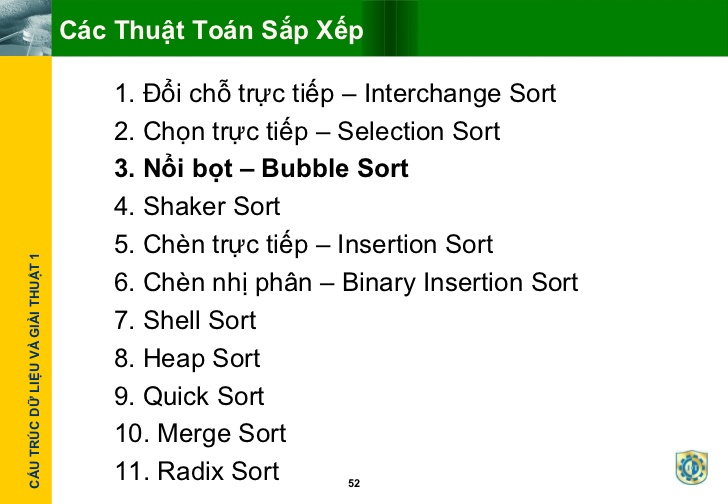 Các Thuật Toán Sắp Xếp
1. Đổi chỗ trực tiếp – Interchange Sort
2. Chọn trực tiếp – Selection Sort
3. Nổi bọt – Bubble Sort
4. Shaker Sort
5. Chèn trực tiếp – Insertion Sort
6. Chèn nhị phân – Binary Insertion Sort
7. Shell Sort
8. Heap Sort
9. Quick Sort
10. Merge Sort
11. Radix Sort
CẤU TRÚC DỮ LIỆU VÀ GIẢI THUẬT 1
52